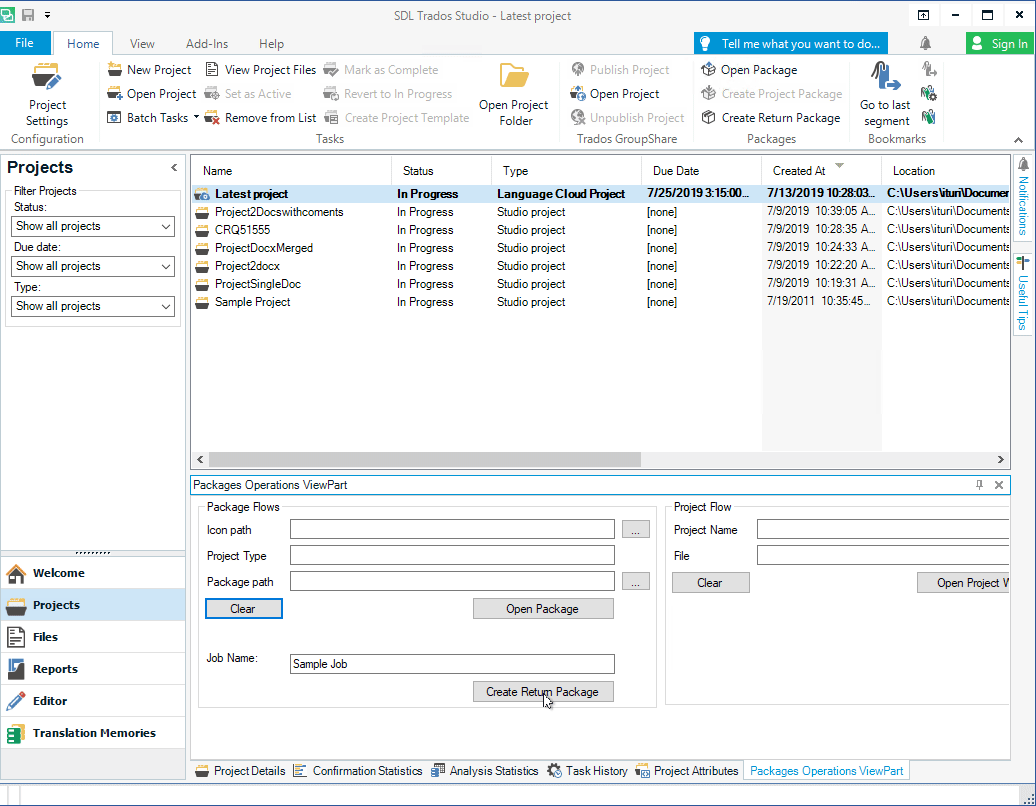 SDL Trados Studio - Latest project
File Home View Add-Ins Help Tell me what you want to do... Sign In
Project Settings
Configuration
New Project
Open Project
Batch Tasks
View Project Files
Set as Active
Remove from List
Mark as Complete
Revert to In Progress
Create Project Template
Tasks
Open Project Folder
Publish Project
Open Project
Unpublish Project
Trados GroupShare
Open Package
Create Project Package
Create Return Package
Packages
Go to last segment
Bookmarks
Projects
Filter Projects
Status:
Show all projects
Due date:
Show all projects
Type:
Show all projects
Name Status Type Due Date Created At Location
Latest project In Progress Language Cloud Project 7/25/2019 3:15:00... 7/13/2019 10:28:03... C:\Users\ituri\Documen
Project2Docswithcoments In Progress Studio project [none] 7/9/2019 10:39:05 A... C:\Users\ituri\Documents
CRQ51555 In Progress Studio project [none] 7/9/2019 10:28:35 A... C:\Users\ituri\Documents
ProjectDocxMerged In Progress Studio project [none] 7/9/2019 10:24:33 A... C:\Users\ituri\Documents
Project2docx In Progress Studio project [none] 7/9/2019 10:22:20 A... C:\Users\ituri\Documents
ProjectSingleDoc In Progress Studio project [none] 7/9/2019 10:19:31 A... C:\Users\ituri\Documents
Sample Project In Progress Studio project [none] 7/19/2011 10:35:45... C:\Users\ituri\Documents
Notifications
Useful Tips
Welcome
Projects
Files
Reports
Editor
Translation Memories
Packages Operations ViewPart
Package Flows
Icon path ...
Project Type
Package path ...
Clear Open Package
Job Name: Sample Job
Create Return Package
Project Flow
Project Name
File
Clear Open Project W
Project Details Confirmation Statistics Analysis Statistics Task History Project Attributes Packages Operations ViewPart